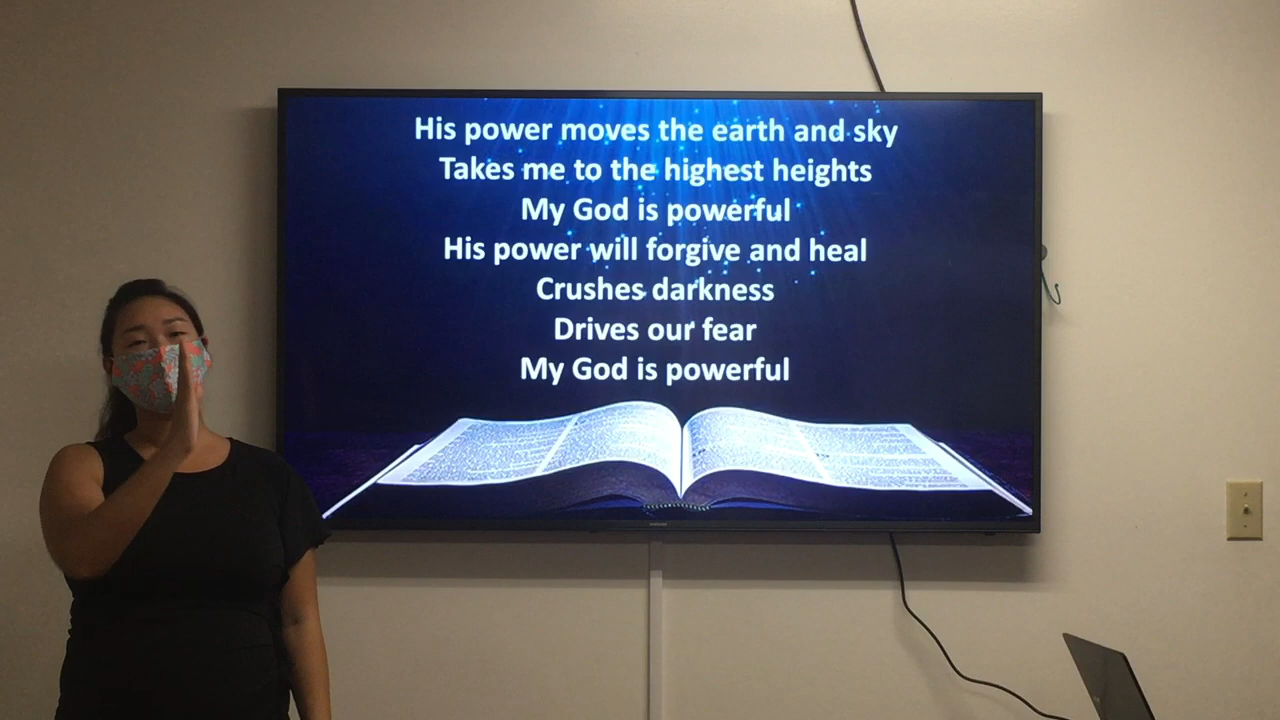 His power moves the earth and sky
Takes me to the highest heights
My God is powerful
His power will forgive and heal
Crushes darkness
Drives our fear
My God is powerful